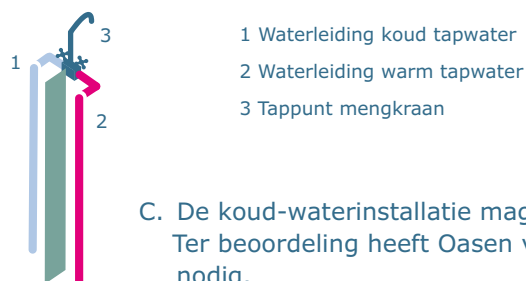 3
1
2
1 Waterleiding koud tapwater
2 Waterleiding warm tapwater
3 Tappunt mengkraan
C. De koud-waterinstallatie mag
Ter beoordeling heeft Oasen
nodig.